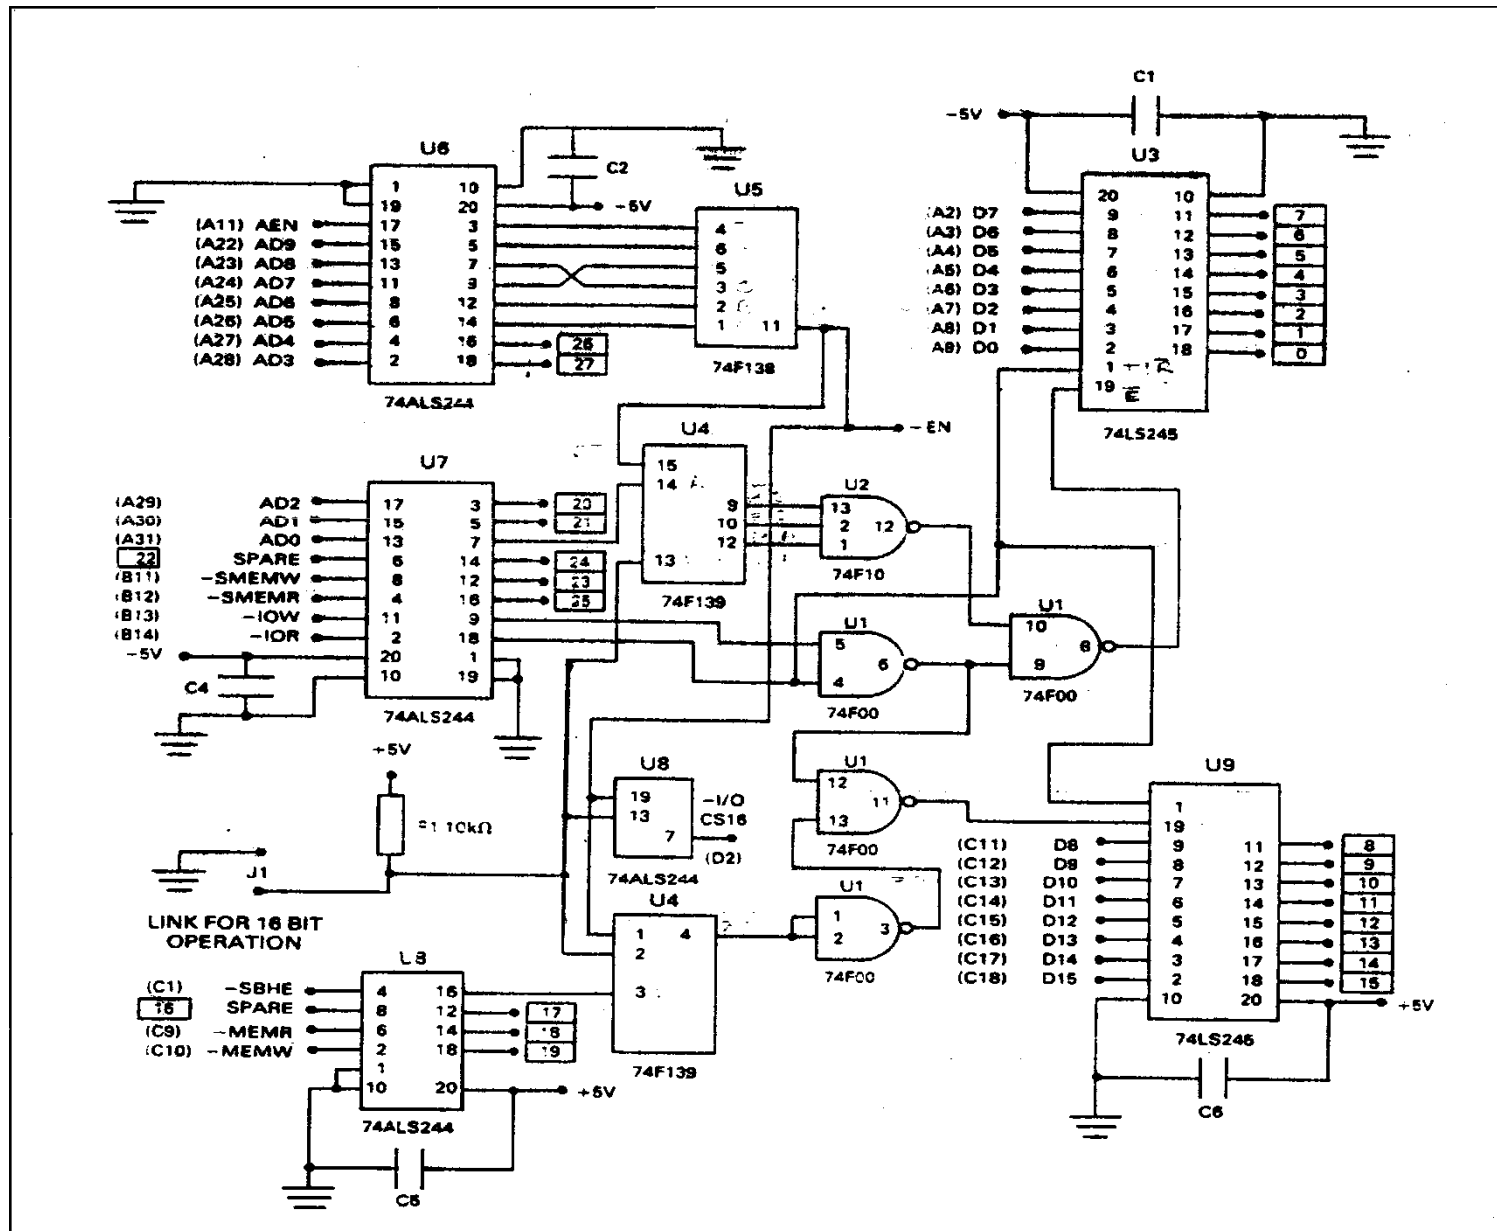 C1
-5V
U3
20 10
9 11 7
8 12 6
7 13 5
6 14 4
5 15 3
4 16 2
3 17 1
2 18 0
1
19 E
74LS245
(A2) D7
(A3) D6
(A4) D5
(A5) D4
(A6) D3
(A7) D2
(A8) D1
A9) D0
U6
C2
-5V
1 10
19 20
(A11) AEN 17 3
(A22) AD9 15 5
(A23) AD8 13 7
(A24) AD7 11 9
(A25) AD6 8 12
(A26) AD5 6 14
(A27) AD4 4 16 26
(A28) AD3 2 18 27
74ALS244
U5
4
6
5
3
2
1 11
74F138
-EN
U7
(A29) AD2 17 3 20
(A30) AD1 15 5 21
(A31) AD0 13 7
22 SPARE 6 14 24
(B11) -SMEMW 8 12 23
(B12) -SMEMR 4 16 25
(B13) -IOW 11 9
(B14) -IOR 2 18
-5V 20 1
10 19
C4
74ALS244
U4
15
14
9
10
12
13
74F139
U2
13
2 12
1
74F10
U1
5
6
4
74F00
U1
10
8
9
74F00
+5V
10kΩ
J1
LINK FOR 16 BIT
OPERATION
U8
19
13
7
-I/O
CS16
(D2)
74ALS244
U1
12
11
13
74F00
U4
1 4
2
3
74F139
U1
1
3
2
74F00
(C1) -SBHE 4 16
16 SPARE 8 12 17
(C9) -MEMR 6 14 18
(C10) -MEMW 2 18 19
1
10 20 +5V
74ALS244
C5
U9
1
19
(C11) D8 9 11 8
(C12) D9 8 12 9
(C13) D10 7 13 10
(C14) D11 6 14 11
(C15) D12 5 15 12
(C16) D13 4 16 13
(C17) D14 3 17 14
(C18) D15 2 18 15
10 20 +5V
74LS245
C6